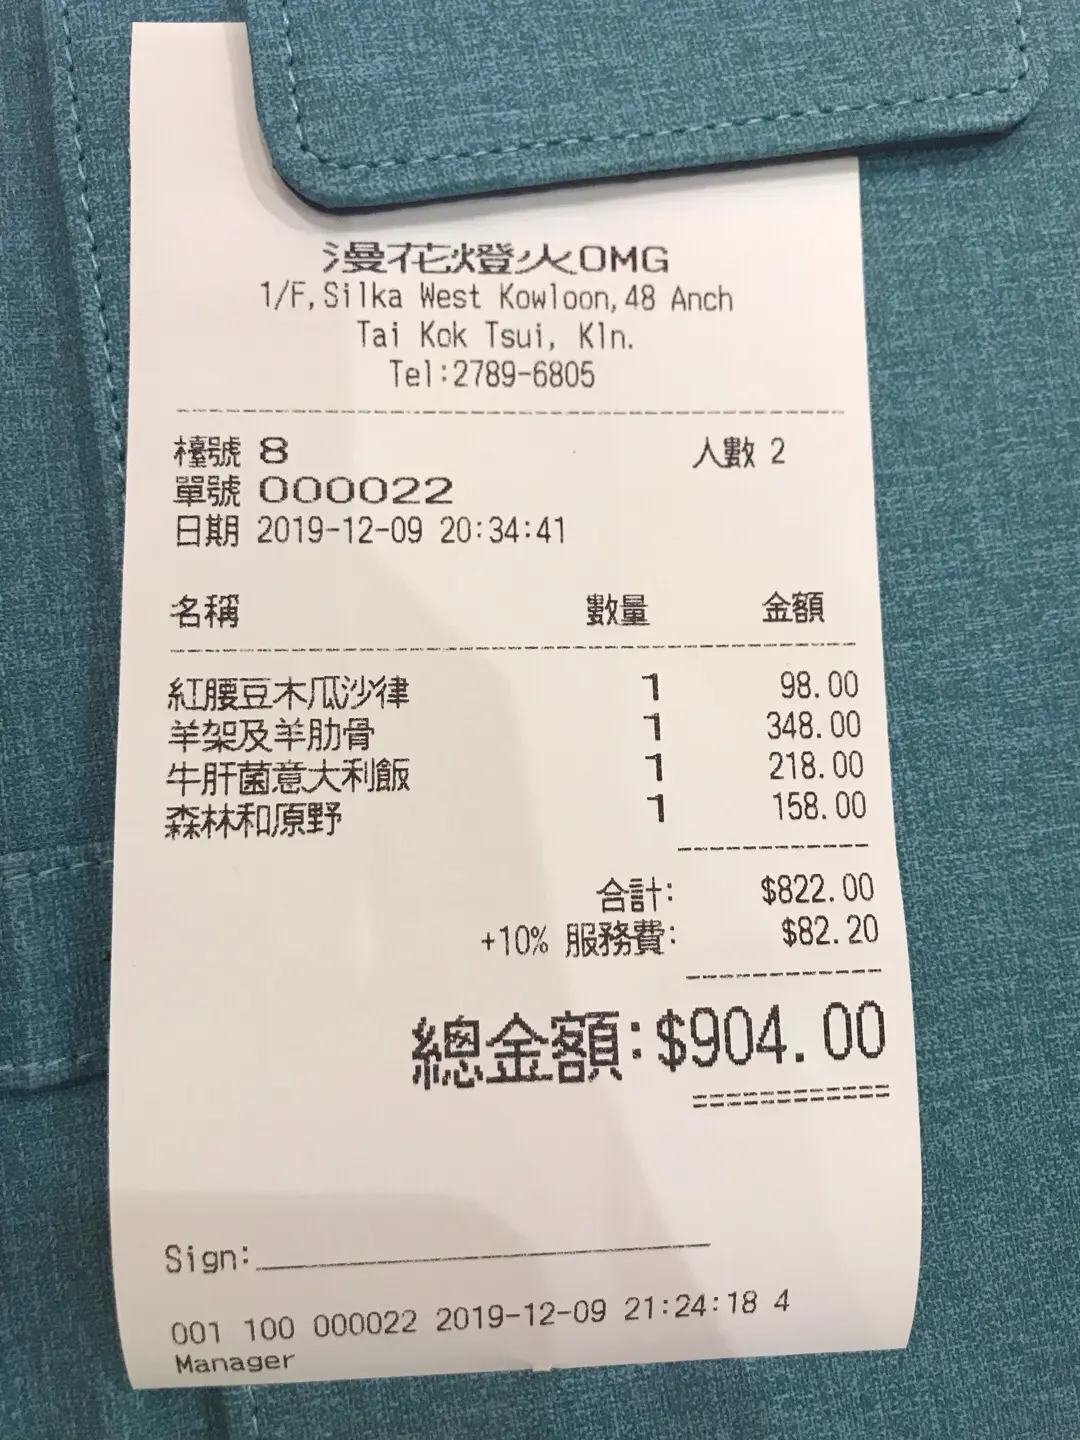 漫花燈火OMG
1/F,Silka West Kowloon,48 Anch
Tai Kok Tsui, Kln.
Tel:2789-6805
檯號 8 人數 2
單號 000022
日期 2019-12-09 20:34:41
名稱 數量 金額
紅腰豆木瓜沙律 1 98.00
羊架及羊肋骨 1 348.00
牛肝菌意大利飯 1 218.00
森林和原野 1 158.00
合計: $822.00
+10% 服務費: $82.20
總金額:$904.00
Sign:
001 100 000022 2019-12-09 21:24:18 4
Manager